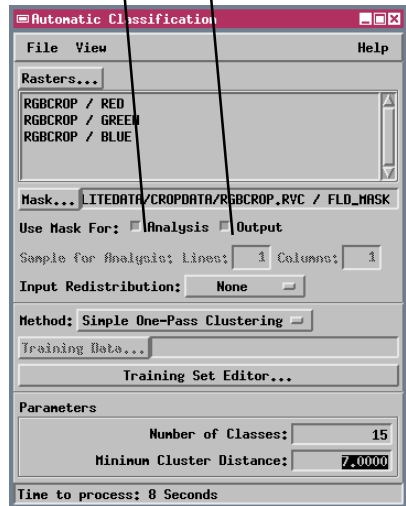 Automatic Classification
File View Help
Rasters...
RGBCROP / RED
RGBCROP / GREEN
RGBCROP / BLUE
Mask... LITEDATA/CROPDATA/RGBCROP.RVC / FLD_MASK
Use Mask For: Analysis Output
Sample for Analysis: Lines: 1 Columns: 1
Input Redistribution: None
Method: Simple One-Pass Clustering
Training Data...
Training Set Editor...
Parameters
Number of Classes: 15
Minimum Cluster Distance: 7.0000
Time to process: 8 Seconds